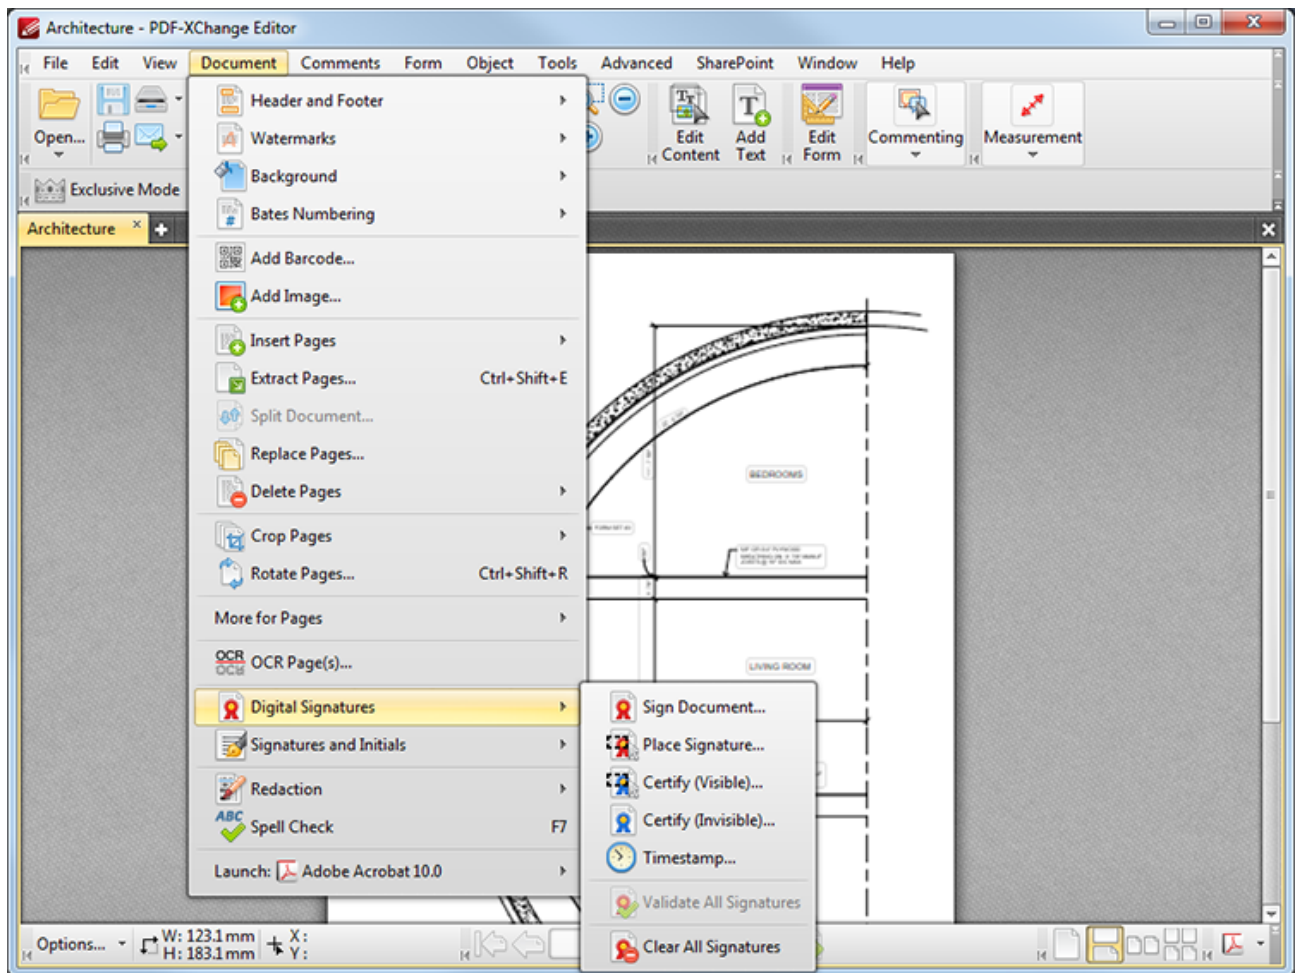 Architecture - PDF-XChange Editor
File Edit View Document Comments Form Object Tools Advanced SharePoint Window Help
Open...
Edit Content
Add Text
Edit Form
Commenting
Measurement
Exclusive Mode
Architecture
Header and Footer
Watermarks
Background
Bates Numbering
Add Barcode...
Add Image...
Insert Pages
Extract Pages... Ctrl+Shift+E
Split Document...
Replace Pages...
Delete Pages
Crop Pages
Rotate Pages... Ctrl+Shift+R
More for Pages
OCR OCR Page(s)...
Digital Signatures
Signatures and Initials
Redaction
ABC Spell Check F7
Launch: Adobe Acrobat 10.0
BEDROOMS
LIVING ROOM
Sign Document...
Place Signature...
Certify (Visible)...
Certify (Invisible)...
Timestamp...
Validate All Signatures
Clear All Signatures
Options...
W: 123.1 mm
H: 183.1 mm
X:
Y: